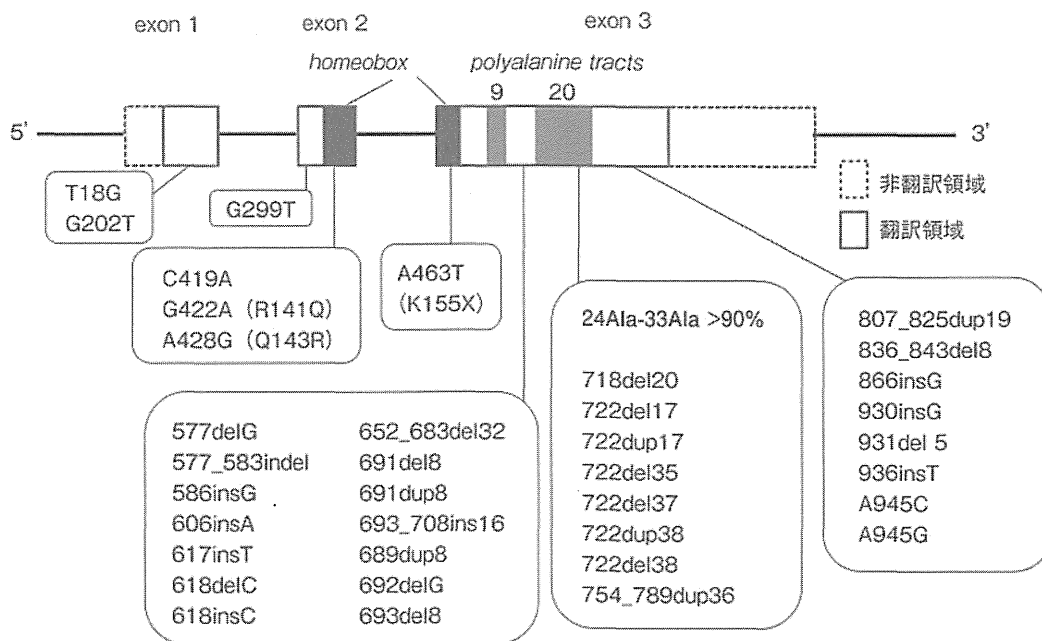 exon 1
exon 2
exon 3
homeobox
polyalanine tracts
9
20
5'
3'
T18G
G202T
G299T
C419A
G422A (R141Q)
A428G (Q143R)
A463T
(K155X)
非翻訳領域
翻訳領域
577delG
577_583indel
586insG
606insA
617insT
618delC
618insC
652_683del32
691del8
691dup8
693_708ins16
689dup8
692delG
693del8
24Ala-33Ala >90%
718del20
722del17
722dup17
722del35
722del37
722dup38
722del38
754_789dup36
807_825dup19
836_843del8
866insG
930insG
931del 5
936insT
A945C
A945G